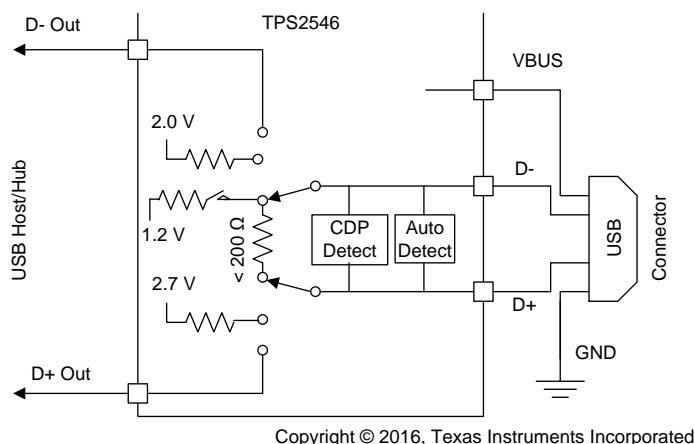 D- Out
TPS2546
VBUS
2.0 V
D-
1.2 V
< 200 Ω
CDP
Detect
Auto
Detect
USB Host/Hub
USB
Connector
2.7 V
D+
GND
D+ Out
Copyright © 2016, Texas Instruments Incorporated